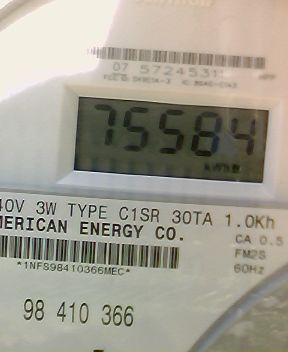 07 5724531
75584
40V 3W TYPE C1SR 30TA 1.0Kh
MERICAN ENERGY CO. CA 0.5
FM2S
*1NFS98410366MEC* 60Hz
98 410 366